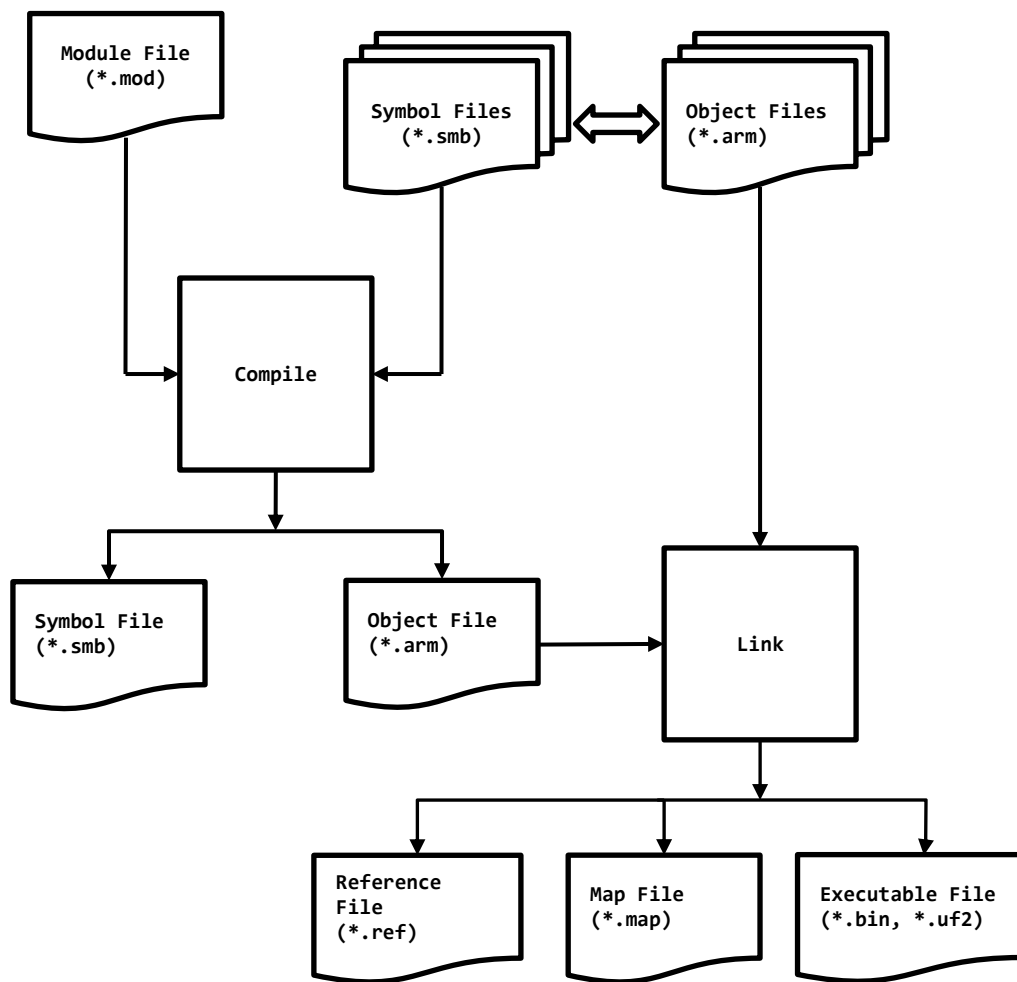 Module File
(*.mod)
Symbol Files
(*.smb)
Object Files
(*.arm)
Compile
Symbol File
(*.smb)
Object File
(*.arm)
Link
Reference
File
(*.ref)
Map File
(*.map)
Executable File
(*.bin, *.uf2)